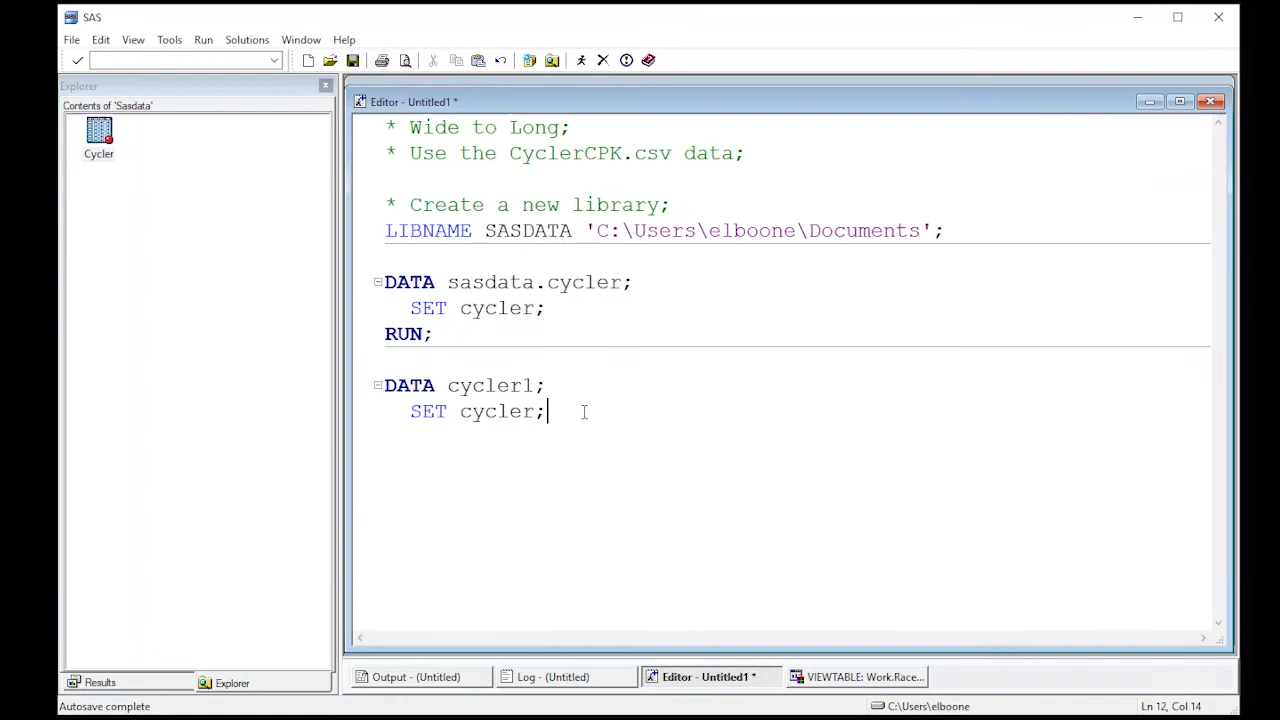 SAS
File Edit View Tools Run Solutions Window Help
Explorer
Contents of 'Sasdata'
Cycler
Editor - Untitled1 *
* Wide to Long;
* Use the CyclerCPK.csv data;
* Create a new library;
LIBNAME SASDATA 'C:\Users\elboone\Documents';
DATA sasdata.cycler;
SET cycler;
RUN;
DATA cycler1;
SET cycler;
Results
Explorer
Output - (Untitled)
Log - (Untitled)
Editor - Untitled1 *
VIEWTABLE: Work.Race...
Autosave complete
C:\Users\elboone
Ln 12, Col 14